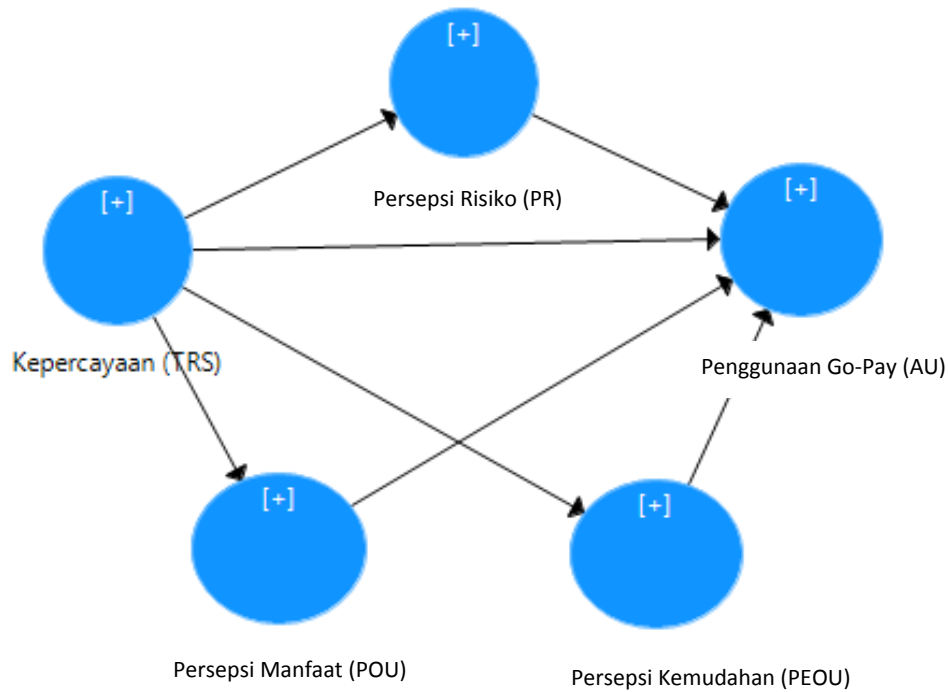 [+]
Persepsi Risiko (PR)
[+]
[+]
Kepercayaan (TRS)
Penggunaan Go-Pay (AU)
[+]
[+]
Persepsi Manfaat (POU)
Persepsi Kemudahan (PEOU)